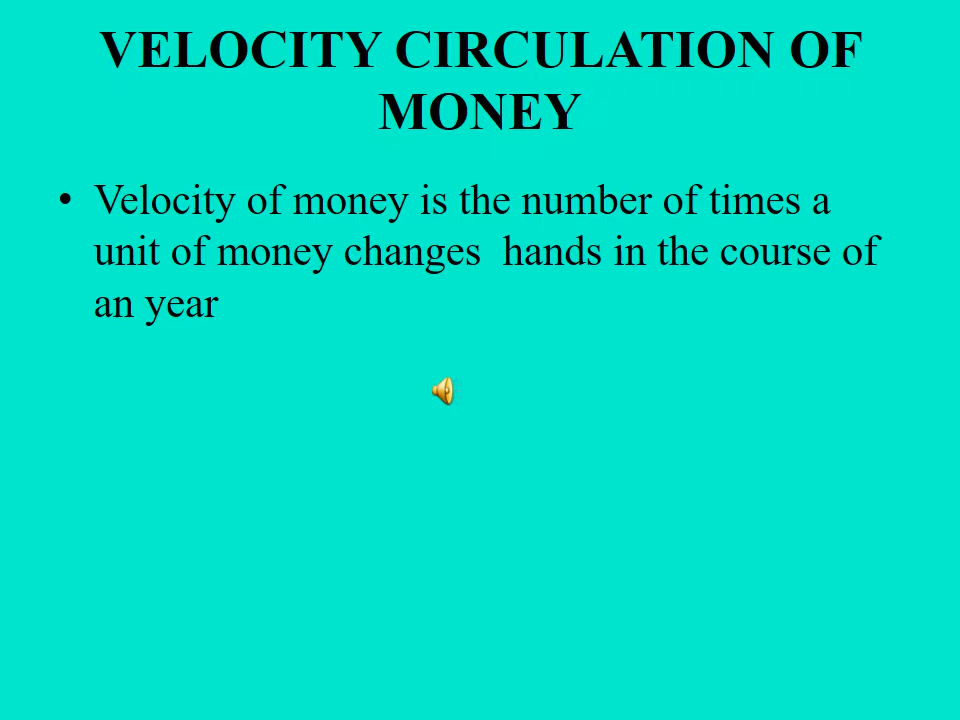 VELOCITY CIRCULATION OF
MONEY
• Velocity of money is the number of times a
unit of money changes  hands in the course of
an year